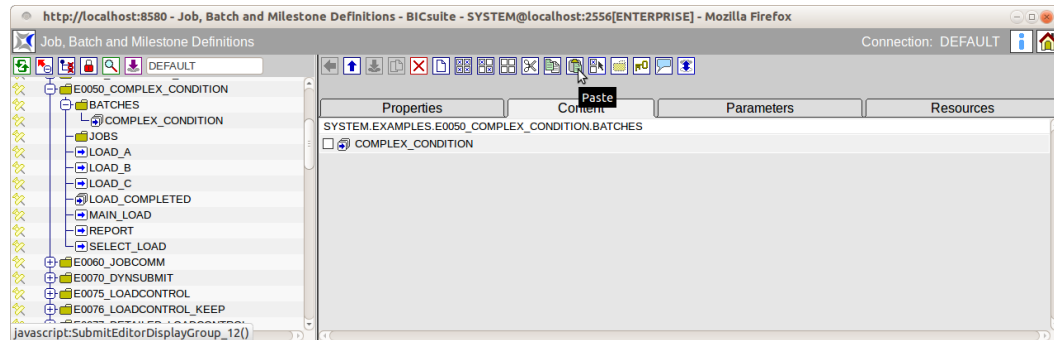 http://localhost:8580 - Job, Batch and Milestone Definitions - BICsuite - SYSTEM@localhost:2556[ENTERPRISE] - Mozilla Firefox
Job, Batch and Milestone Definitions
Connection: DEFAULT
DEFAULT
Paste
E0050_COMPLEX_CONDITION
BATCHES
COMPLEX_CONDITION
JOBS
LOAD_A
LOAD_B
LOAD_C
LOAD_COMPLETED
MAIN_LOAD
REPORT
SELECT_LOAD
E0060_JOBCOMM
E0070_DYNSUBMIT
E0075_LOADCONTROL
E0076_LOADCONTROL_KEEP
E0077_DETAILED_LOADCONTROL
javascript:SubmitEditorDisplayGroup_12()
Properties
Content
Parameters
Resources
SYSTEM.EXAMPLES.E0050_COMPLEX_CONDITION.BATCHES
COMPLEX_CONDITION